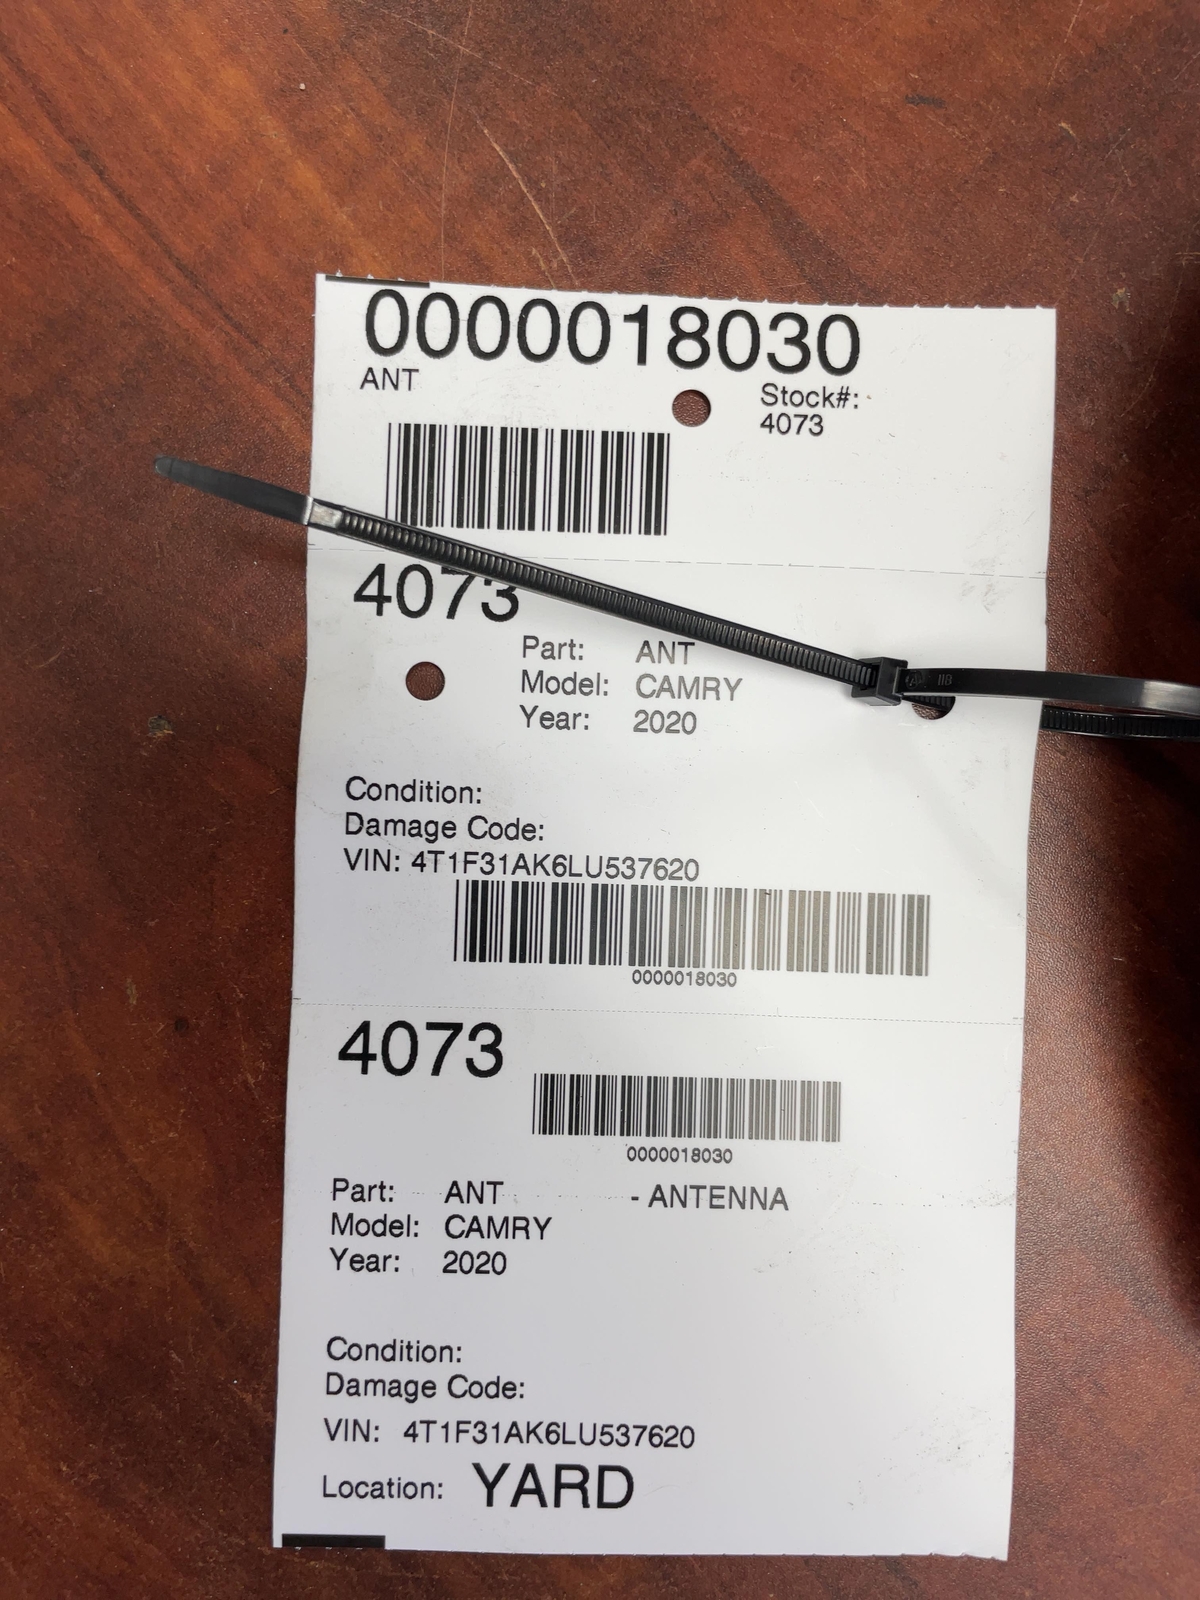 0000018030
ANT
Stock#:
4073
4073
Part: ANT
Model: CAMRY
Year: 2020
Condition:
Damage Code:
VIN: 4T1F31AK6LU537620
0000018030
4073
0000018030
Part: ANT - ANTENNA
Model: CAMRY
Year: 2020
Condition:
Damage Code:
VIN: 4T1F31AK6LU537620
Location: YARD